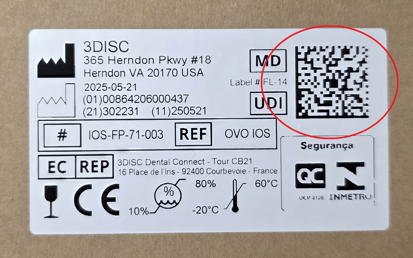 3DISC
365 Herndon Pkwy #18
Herndon VA 20170 USA
MD
Label # FL-14
2025-05-21
(01)00864206000437
(21)302231 (11)250521
UDI
# IOS-FP-71-003 REF OVO IOS
Segurança
EC REP
3DISC Dental Connect - Tour CB21
16 Place de l'Iris - 92400 Courbevoie - France
QC
INMETRO
CE
10% % 80%
-20°C 60°C